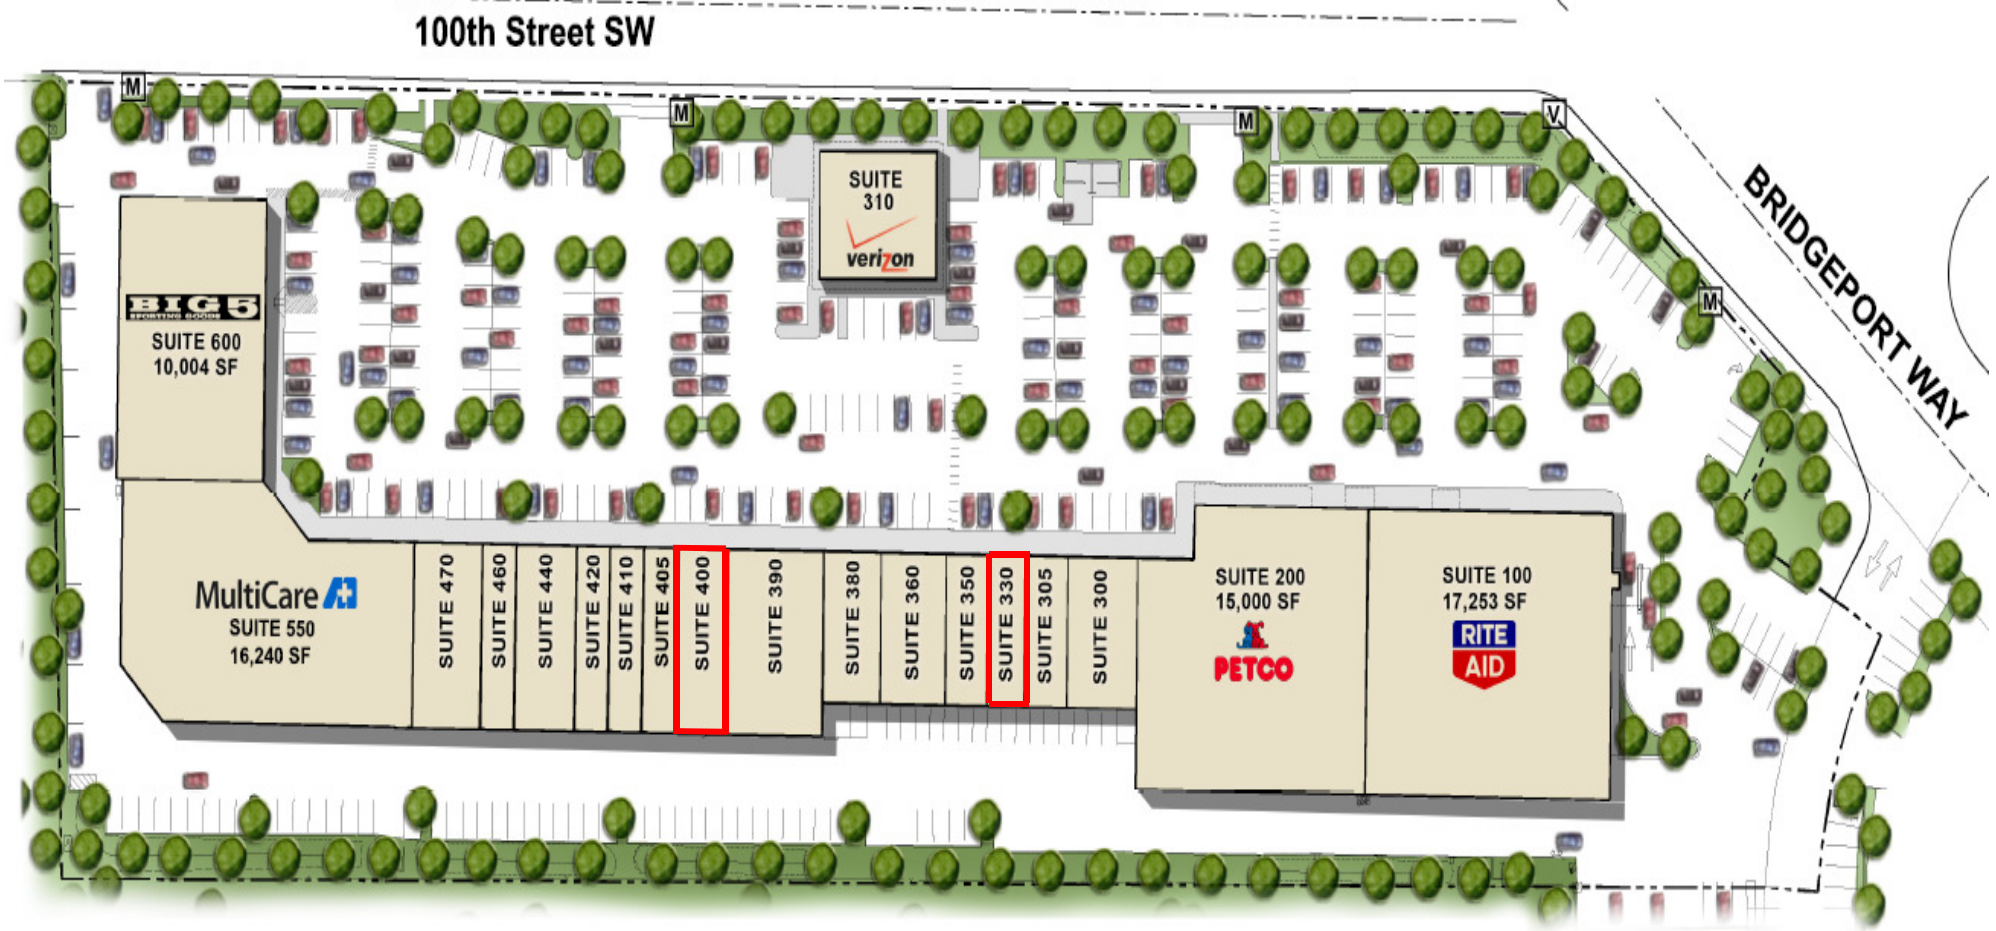 100th Street SW
M
M
M
V
M
BRIDGEPORT WAY
SUITE
310
verizon
BIG 5
SPORTING GOODS
SUITE 600
10,004 SF
MultiCare
SUITE 550
16,240 SF
SUITE 470
SUITE 460
SUITE 440
SUITE 420
SUITE 410
SUITE 405
SUITE 400
SUITE 390
SUITE 380
SUITE 360
SUITE 350
SUITE 330
SUITE 305
SUITE 300
SUITE 200
15,000 SF
PETCO
SUITE 100
17,253 SF
RITE
AID